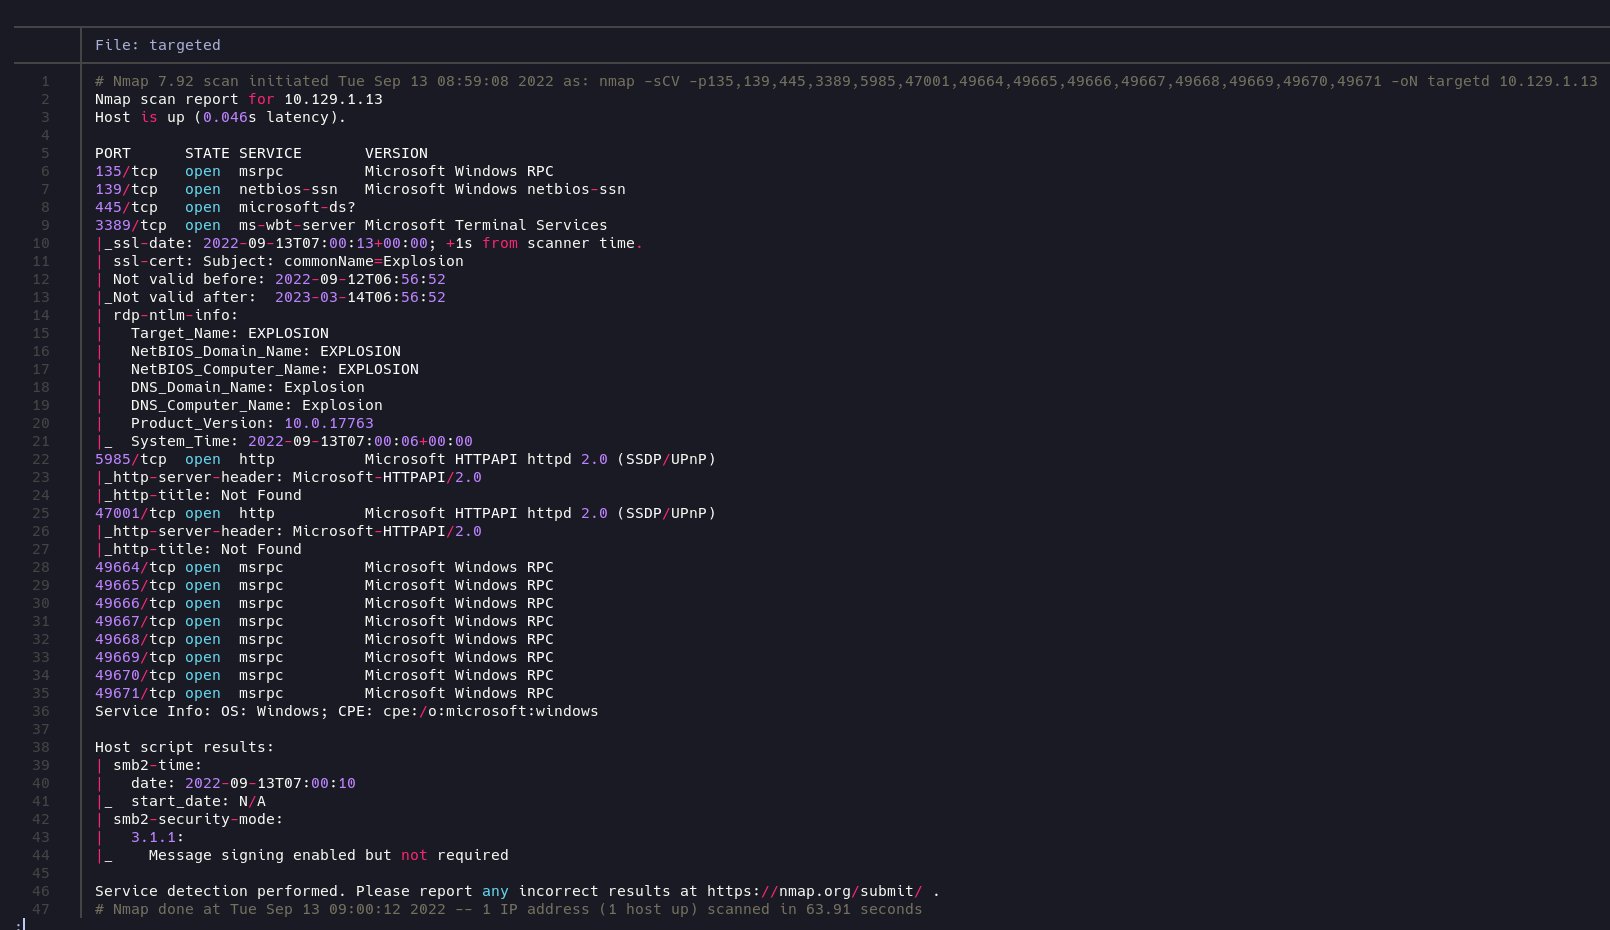 File: targeted
1 # Nmap 7.92 scan initiated Tue Sep 13 08:59:08 2022 as: nmap -sCV -p135,139,445,3389,5985,47001,49664,49665,49666,49667,49668,49669,49670,49671 -oN targetd 10.129.1.13
2 Nmap scan report for 10.129.1.13
3 Host is up (0.046s latency).
4
5 PORT      STATE SERVICE       VERSION
6 135/tcp   open  msrpc         Microsoft Windows RPC
7 139/tcp   open  netbios-ssn   Microsoft Windows netbios-ssn
8 445/tcp   open  microsoft-ds?
9 3389/tcp  open  ms-wbt-server Microsoft Terminal Services
10 |_ssl-date: 2022-09-13T07:00:13+00:00; +1s from scanner time.
11 | ssl-cert: Subject: commonName=Explosion
12 | Not valid before: 2022-09-12T06:56:52
13 |_Not valid after:  2023-03-14T06:56:52
14 | rdp-ntlm-info:
15 |   Target_Name: EXPLOSION
16 |   NetBIOS_Domain_Name: EXPLOSION
17 |   NetBIOS_Computer_Name: EXPLOSION
18 |   DNS_Domain_Name: Explosion
19 |   DNS_Computer_Name: Explosion
20 |   Product_Version: 10.0.17763
21 |_  System_Time: 2022-09-13T07:00:06+00:00
22 5985/tcp  open  http          Microsoft HTTPAPI httpd 2.0 (SSDP/UPnP)
23 |_http-server-header: Microsoft-HTTPAPI/2.0
24 |_http-title: Not Found
25 47001/tcp open  http          Microsoft HTTPAPI httpd 2.0 (SSDP/UPnP)
26 |_http-server-header: Microsoft-HTTPAPI/2.0
27 |_http-title: Not Found
28 49664/tcp open  msrpc         Microsoft Windows RPC
29 49665/tcp open  msrpc         Microsoft Windows RPC
30 49666/tcp open  msrpc         Microsoft Windows RPC
31 49667/tcp open  msrpc         Microsoft Windows RPC
32 49668/tcp open  msrpc         Microsoft Windows RPC
33 49669/tcp open  msrpc         Microsoft Windows RPC
34 49670/tcp open  msrpc         Microsoft Windows RPC
35 49671/tcp open  msrpc         Microsoft Windows RPC
36 Service Info: OS: Windows; CPE: cpe:/o:microsoft:windows
37
38 Host script results:
39 | smb2-time:
40 |   date: 2022-09-13T07:00:10
41 |_  start_date: N/A
42 | smb2-security-mode:
43 |   3.1.1:
44 |_    Message signing enabled but not required
45
46 Service detection performed. Please report any incorrect results at https://nmap.org/submit/ .
47 # Nmap done at Tue Sep 13 09:00:12 2022 -- 1 IP address (1 host up) scanned in 63.91 seconds
: